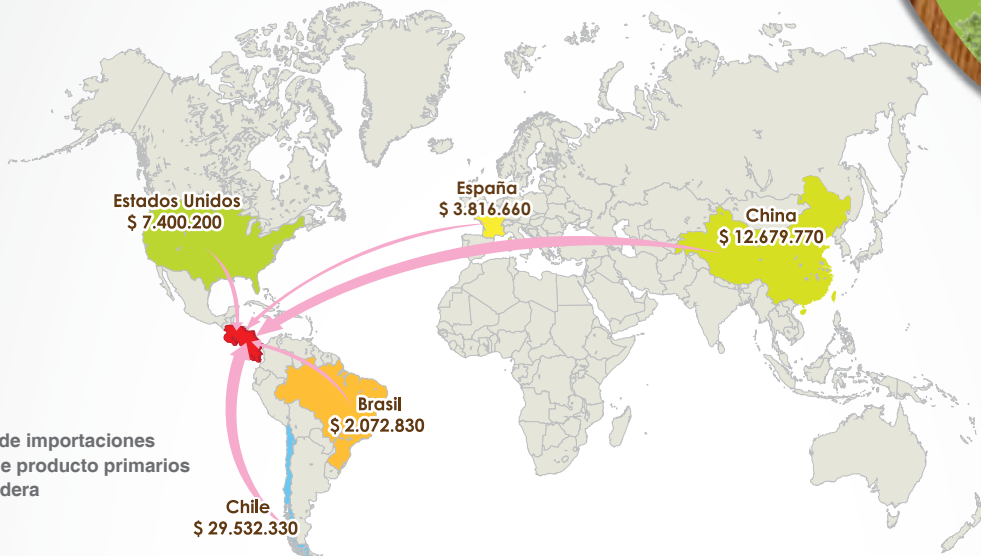 Estados Unidos
$ 7.400.200
España
$ 3.816.660
China
$ 12.679.770
Brasil
$ 2.072.830
de importaciones
e producto primarios
dera
Chile
$ 29.532.330